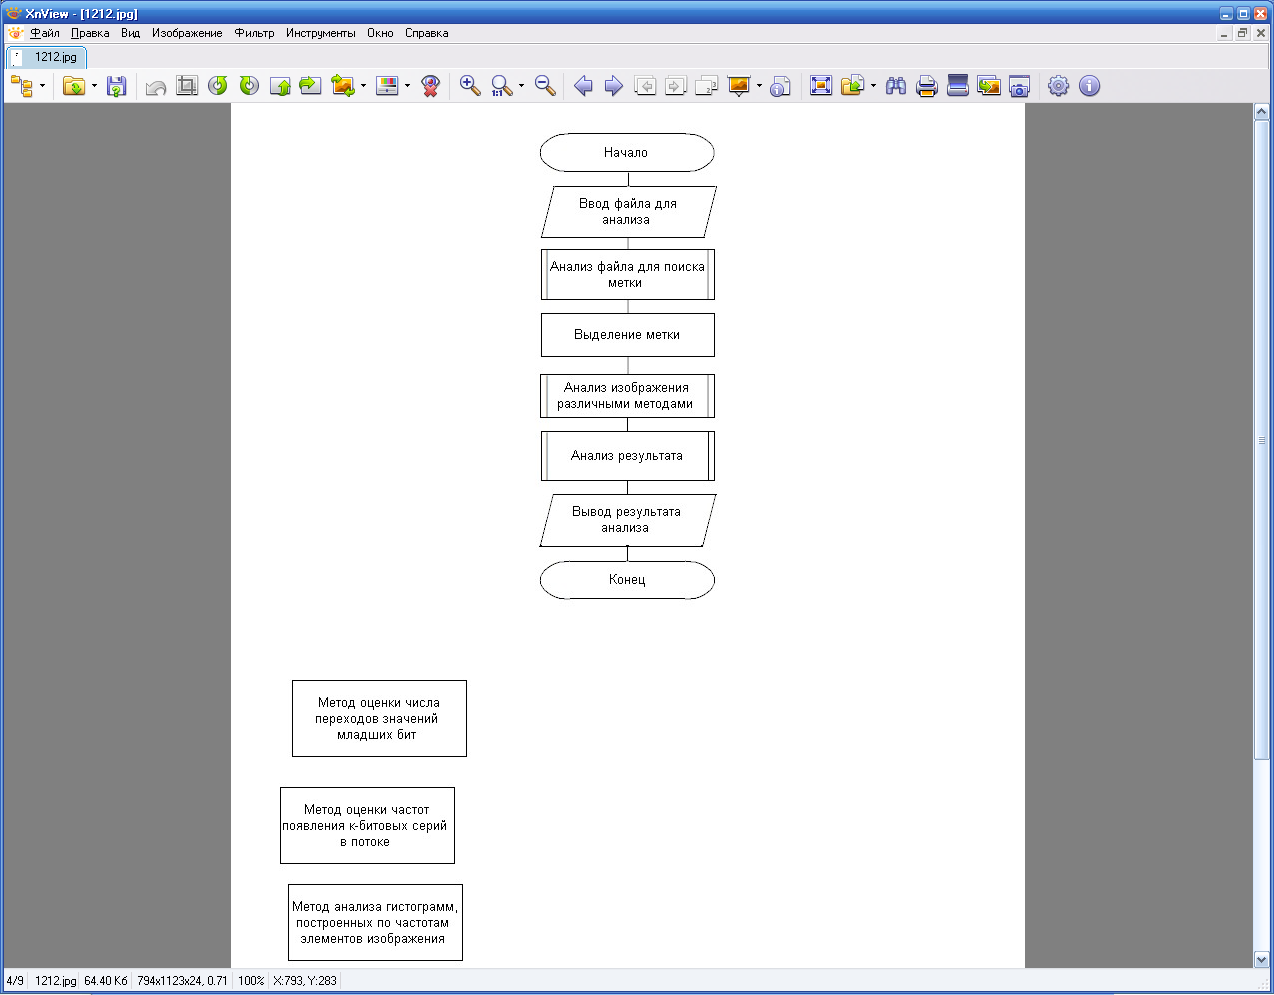 XnView - [1212.jpg]
Файл Правка Вид Изображение Фильтр Инструменты Окно Справка
1212.jpg
1:1
Начало
Ввод файла для
анализа
Анализ файла для поиска
метки
Выделение метки
Анализ изображения
различными методами
Анализ результата
Вывод результата
анализа
Конец
Метод оценки числа
переходов значений
младших бит
Метод оценки частот
появления к-битовых серий
в потоке
Метод анализа гистограмм,
построенных по частотам
элементов изображения
4/9 1212.jpg 64.40 Кб 794x1123x24, 0.71 100% X:793, Y:283